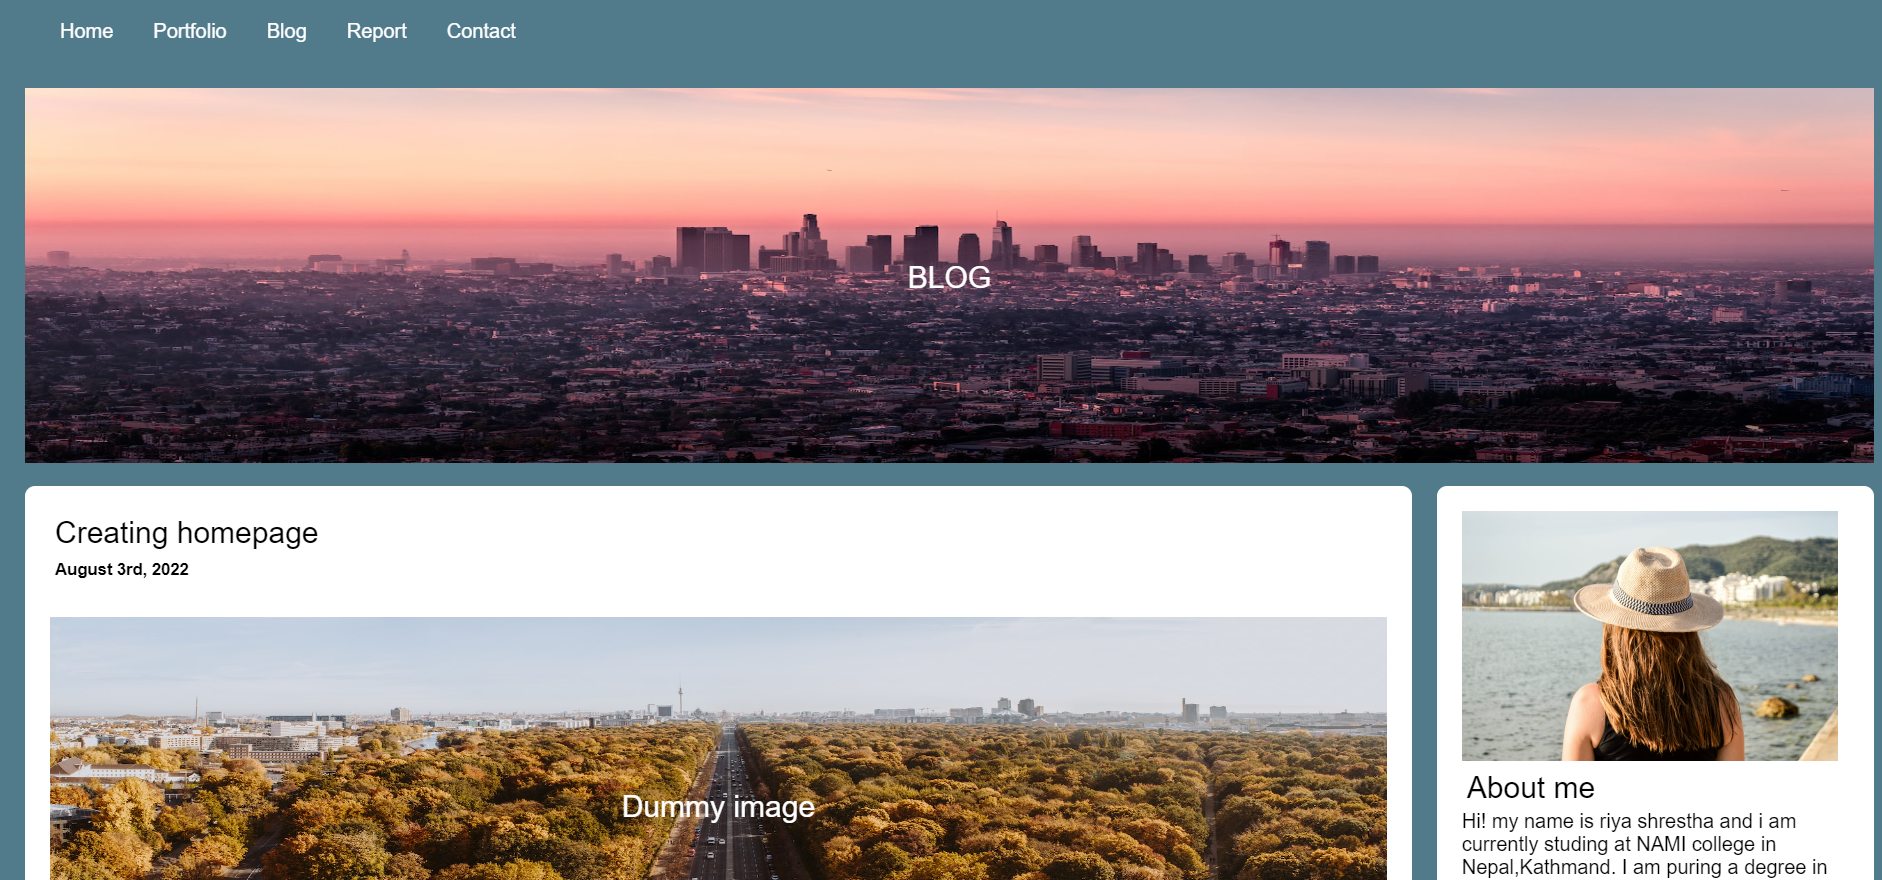 Home Portfolio Blog Report Contact
BLOG
Creating homepage
August 3rd, 2022
Dummy image
About me
Hi! my name is riya shrestha and i am
currently studing at NAMI college in
Nepal,Kathmand. I am puring a degree in